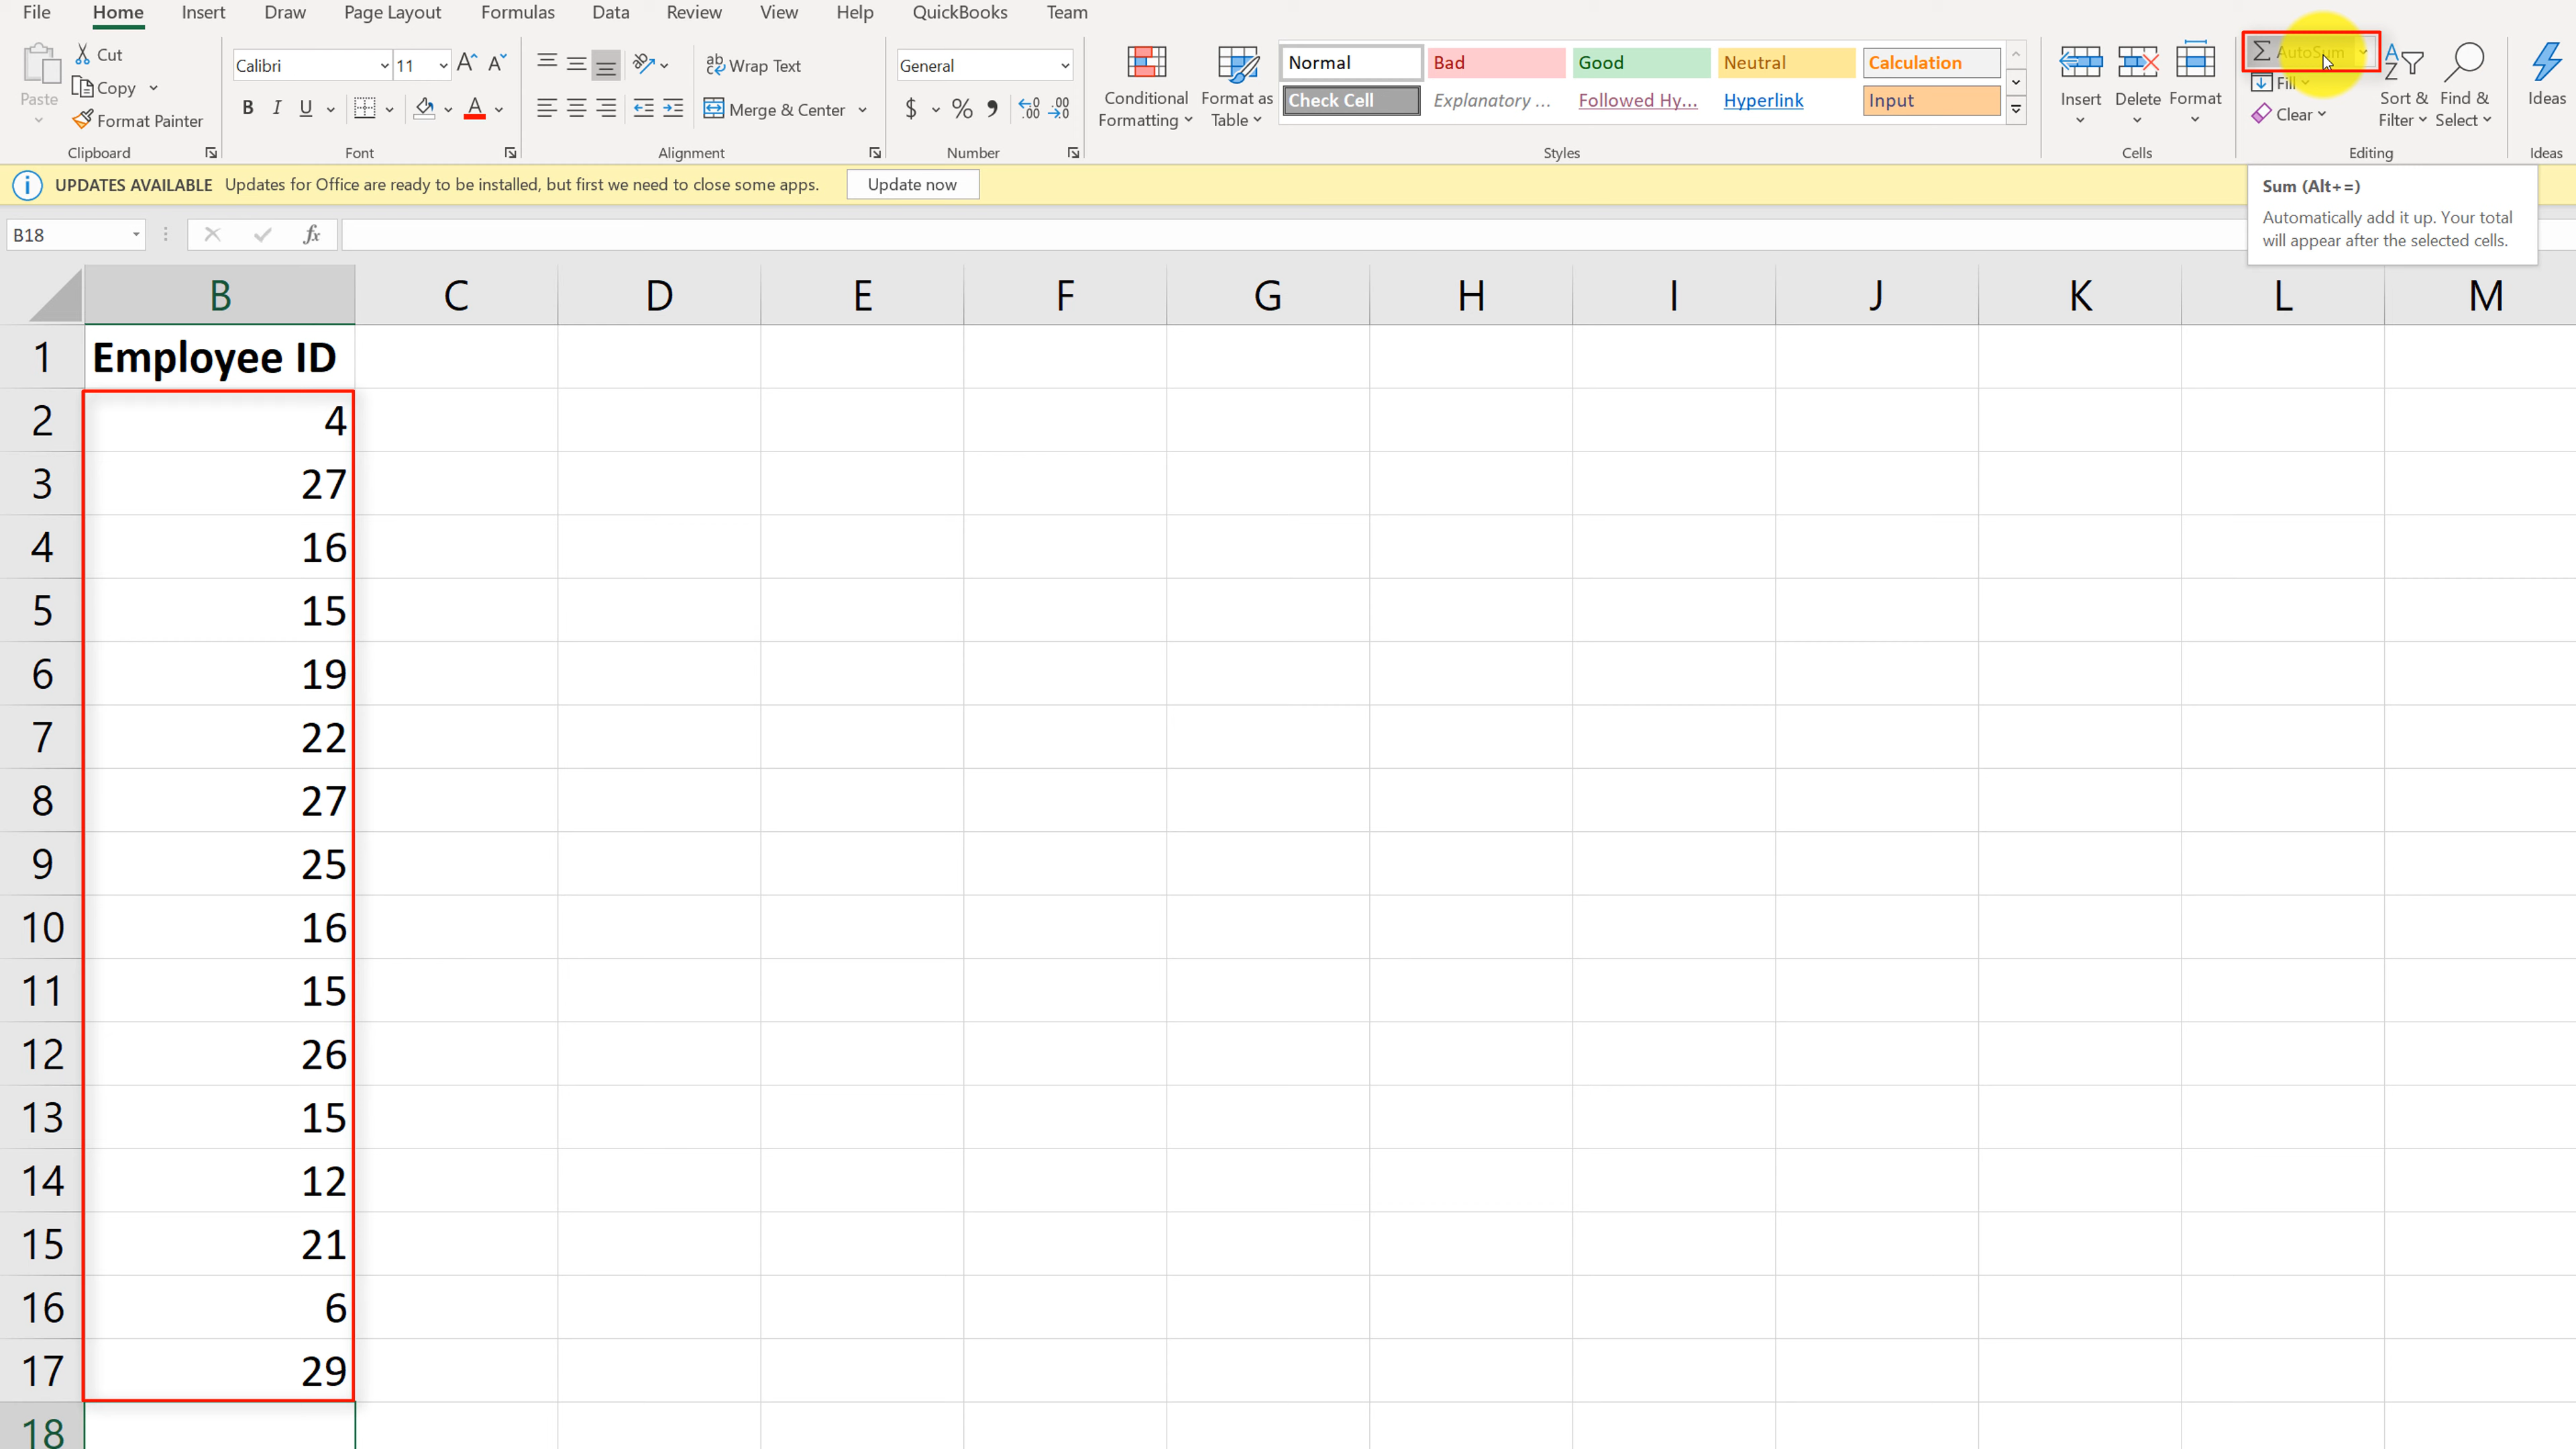 File Home Insert Draw Page Layout Formulas Data Review View Help QuickBooks Team
Paste
Cut
Copy
Format Painter
Clipboard
Calibri 11 A A
B I U A
Font
Wrap Text
Merge & Center
Alignment
General
$ % , .00
Number
Conditional Formatting
Format as Table
Normal Bad Good Neutral Calculation
Check Cell Explanatory ... Followed Hy... Hyperlink Input
Styles
Insert Delete Format
Cells
Σ AutoSum
Fill
Clear
Sort & Filter
Find & Select
Editing
Ideas
Ideas
UPDATES AVAILABLE Updates for Office are ready to be installed, but first we need to close some apps. Update now
Sum (Alt+=)
Automatically add it up. Your total
will appear after the selected cells.
B18 fx
B C D E F G H I J K L M
1 Employee ID
2 4
3 27
4 16
5 15
6 19
7 22
8 27
9 25
10 16
11 15
12 26
13 15
14 12
15 21
16 6
17 29
18